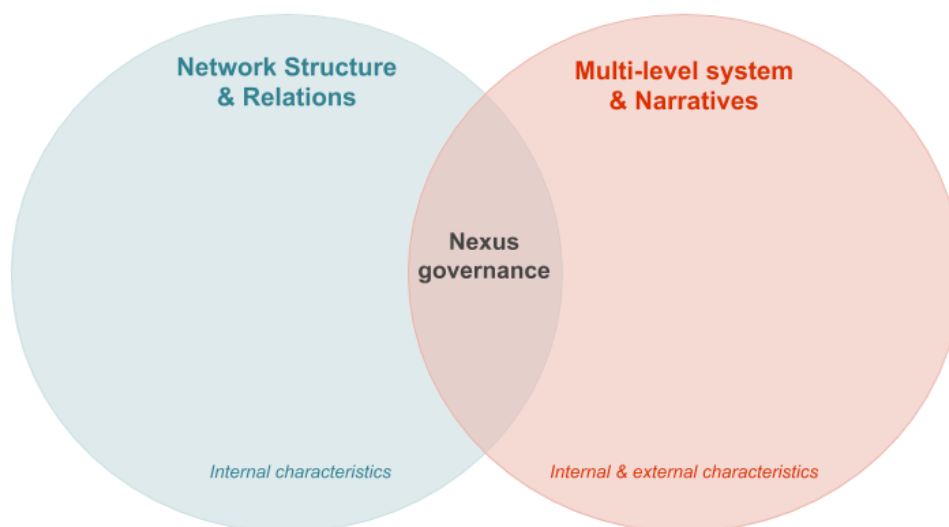 Network Structure
& Relations
Multi-level system
& Narratives
Nexus
governance
Internal characteristics
Internal & external characteristics